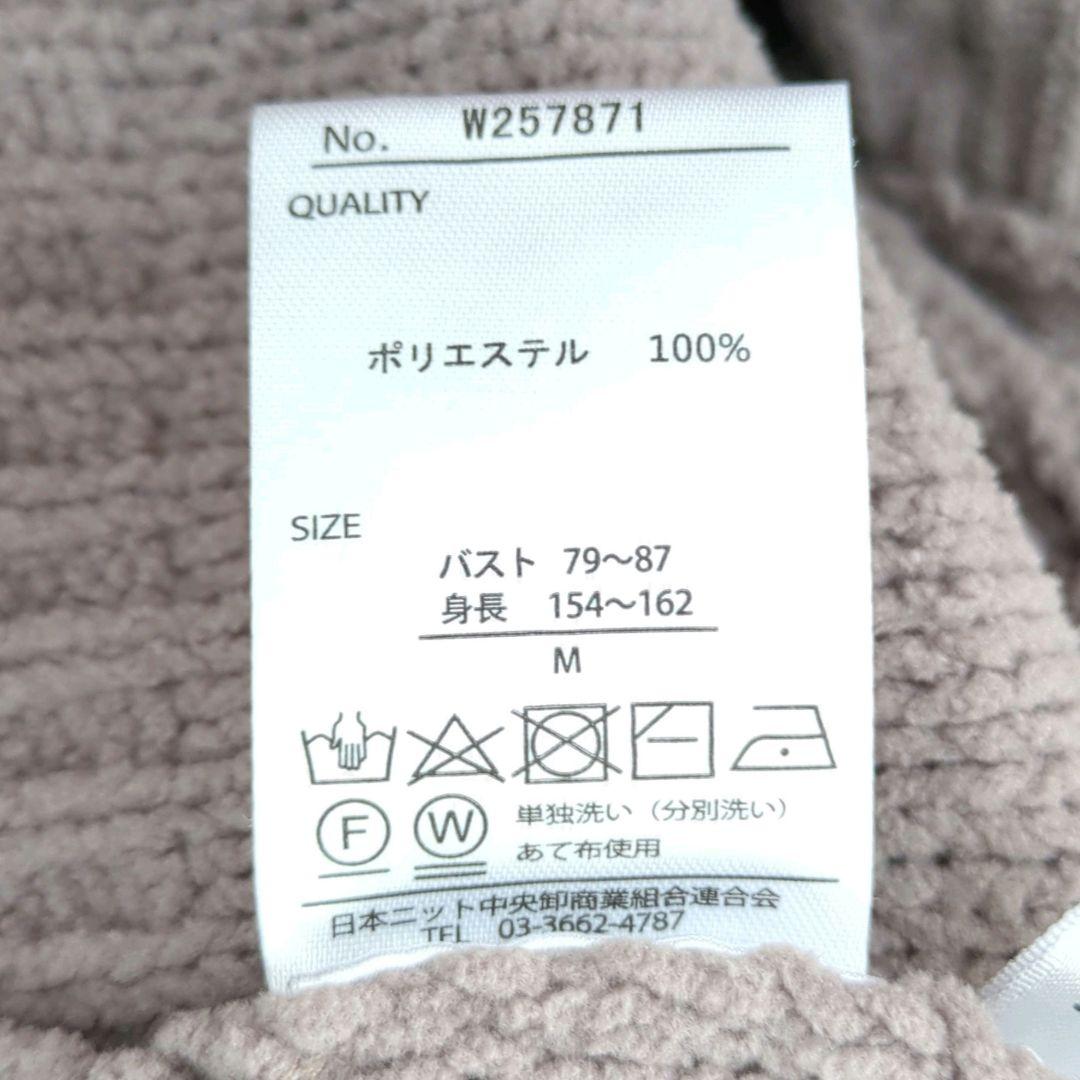 No. W257871
QUALITY
ポリエステル 100%
SIZE
バスト 79～87
身長 154～162
M
F
W
単独洗い（分別洗い）
あて布使用
日本ニット中央卸商業組合連合会
TEL 03-3662-4787